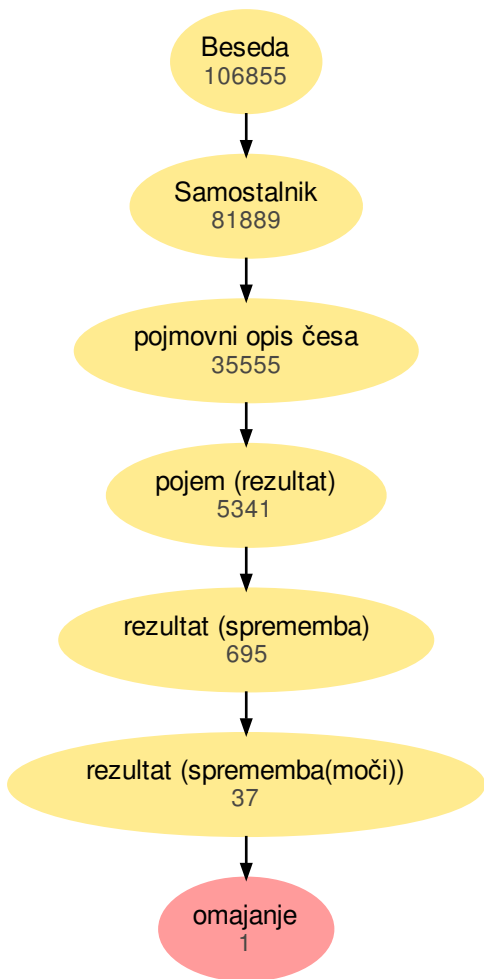 Beseda
106855
Samostalnik
81889
pojmovni opis česa
35555
pojem (rezultat)
5341
rezultat (sprememba)
695
rezultat (sprememba(moči))
37
omajanje
1